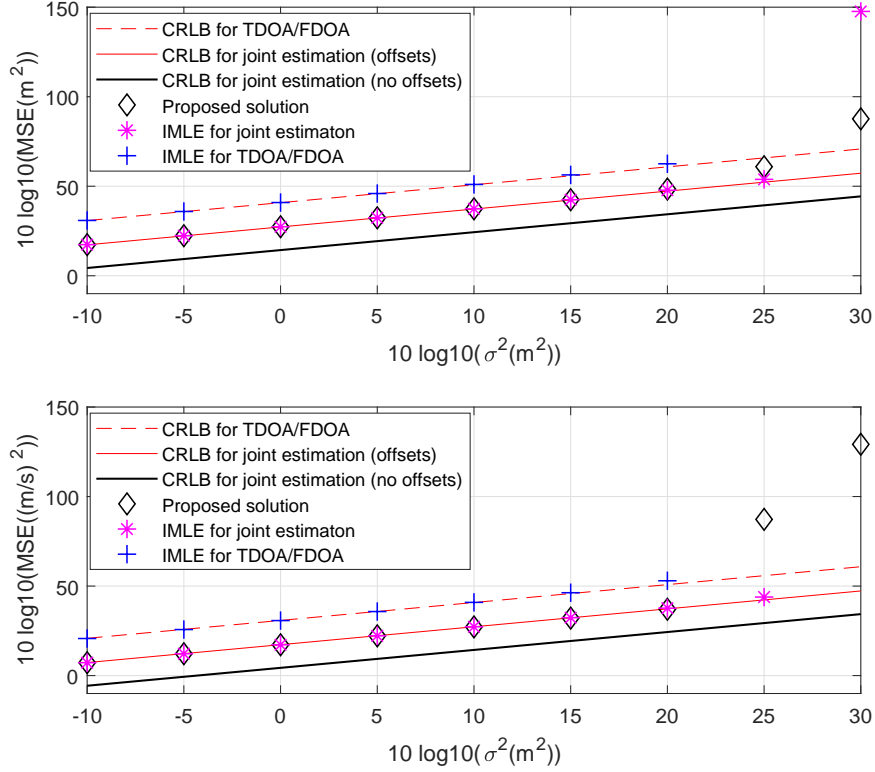 150
100
50
0
10 log10(MSE(m²))
CRLB for TDOA/FDOA
CRLB for joint estimation (offsets)
CRLB for joint estimation (no offsets)
Proposed solution
IMLE for joint estimaton
IMLE for TDOA/FDOA
-10 -5 0 5 10 15 20 25 30
10 log10(σ²(m²))
150
100
50
0
10 log10(MSE((m/s) ²))
CRLB for TDOA/FDOA
CRLB for joint estimation (offsets)
CRLB for joint estimation (no offsets)
Proposed solution
IMLE for joint estimaton
IMLE for TDOA/FDOA
-10 -5 0 5 10 15 20 25 30
10 log10(σ²(m²))